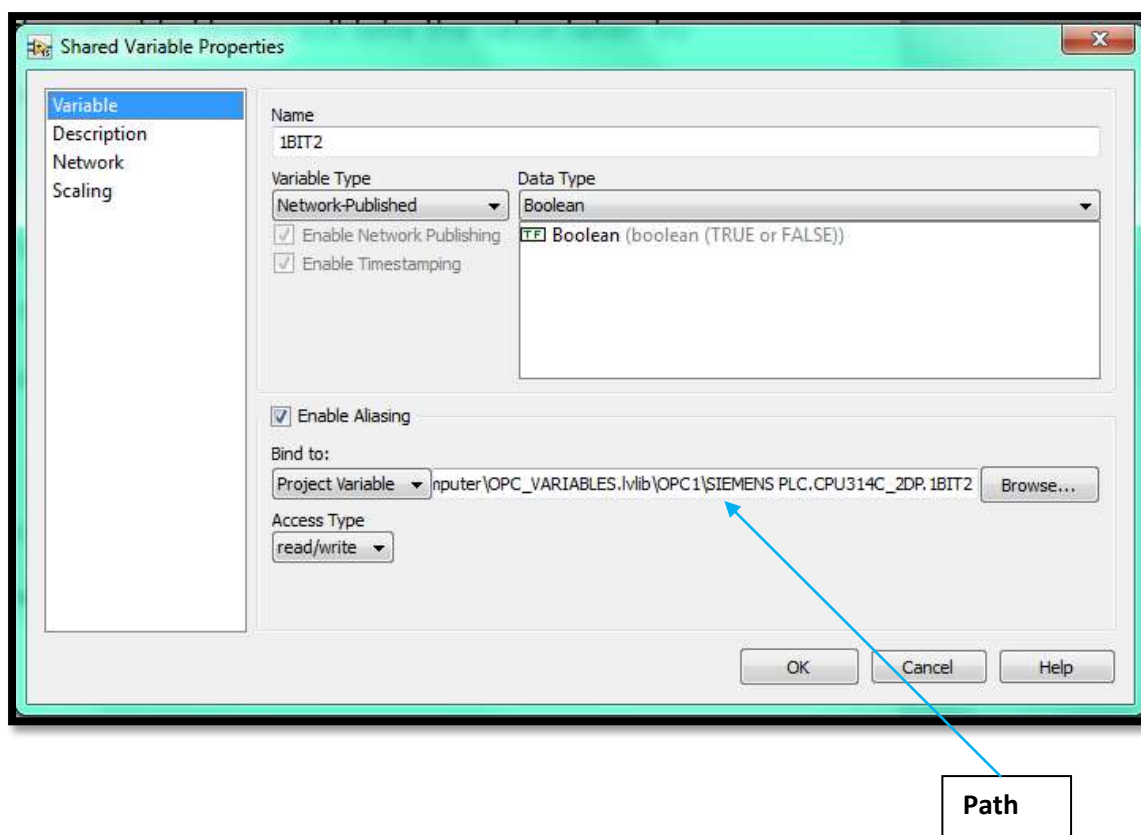 Shared Variable Properties
Variable
Description
Network
Scaling
Name
1BIT2
Variable Type
Data Type
Network-Published
Boolean
Enable Network Publishing
TF Boolean (boolean (TRUE or FALSE))
Enable Timestamping
Enable Aliasing
Bind to:
Project Variable
\OPC_VARIABLES.lvlib\OPC1\SIEMENS PLC.CPU314C_2DP.1BIT2
Browse...
Access Type
read/write
OK
Cancel
Help
Path